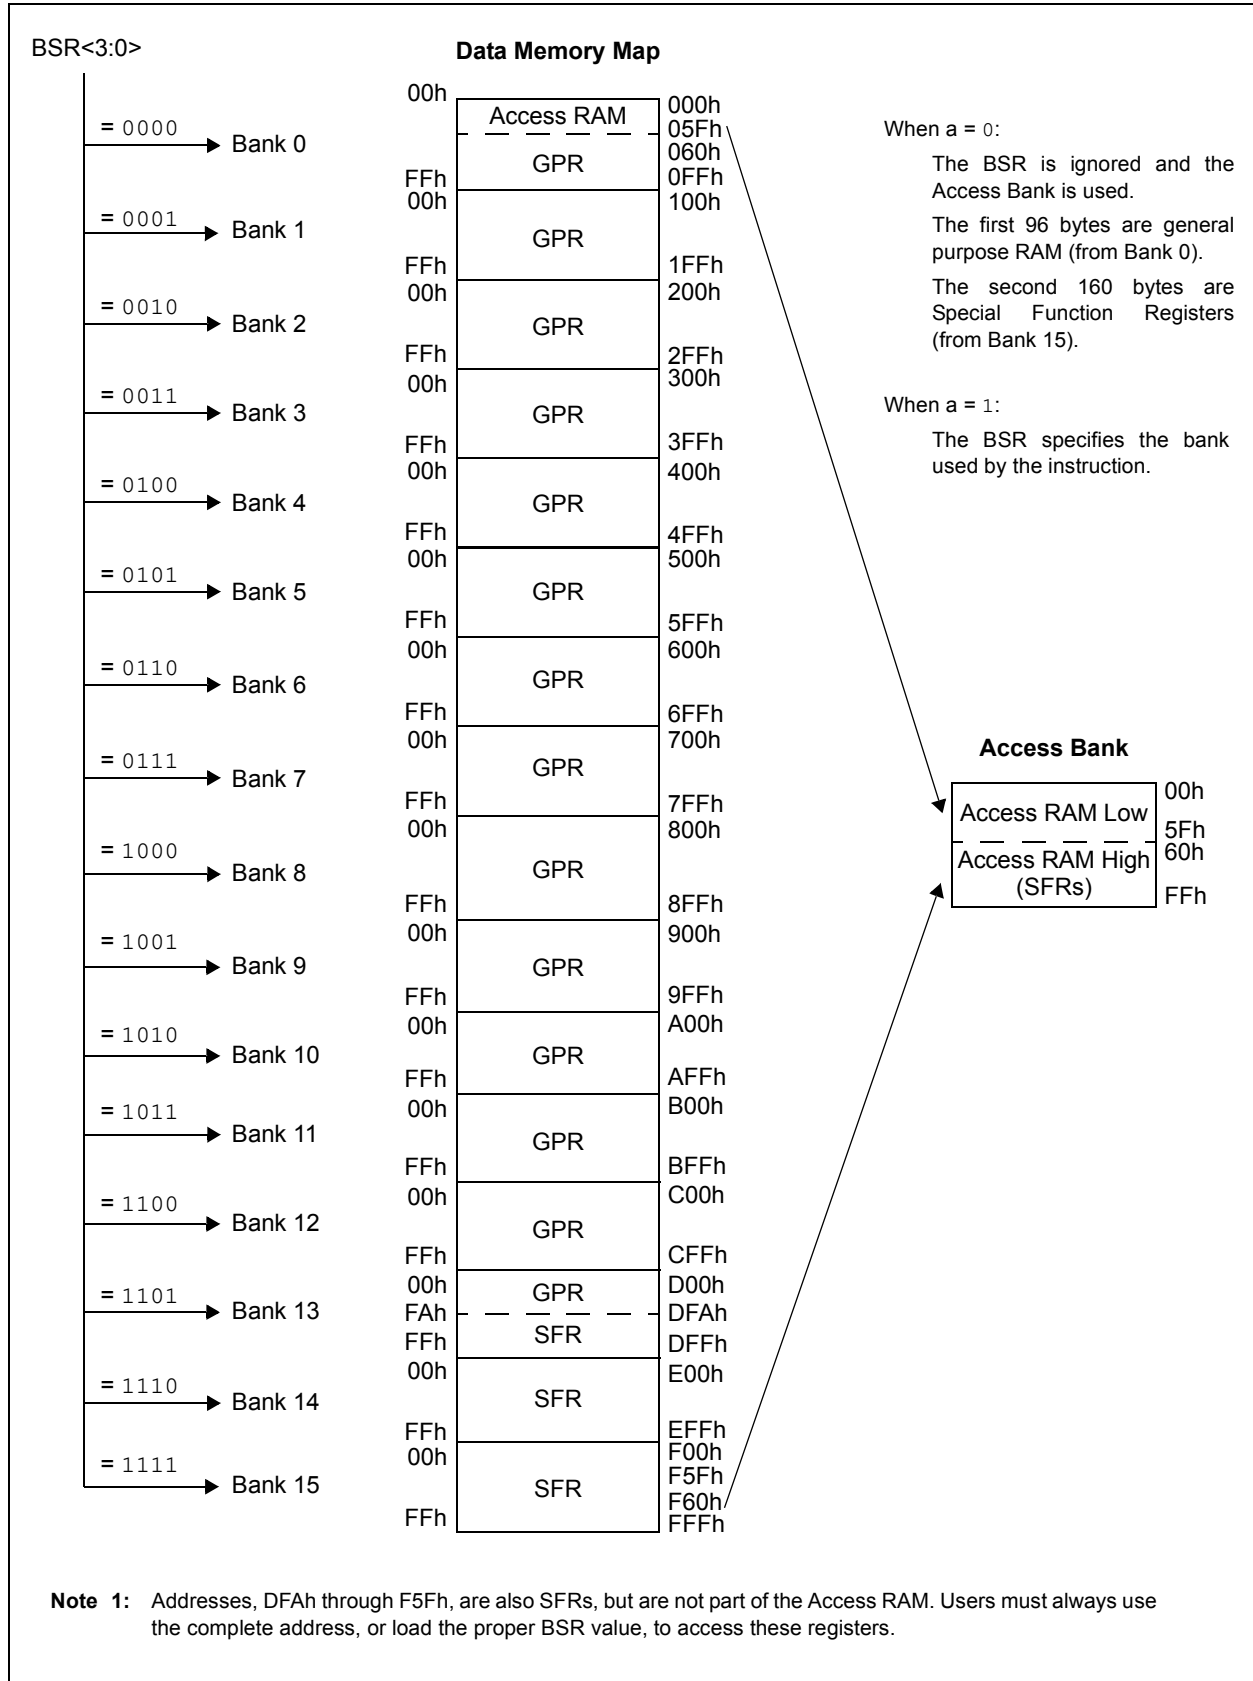 BSR<3:0>
Data Memory Map
00h
Access RAM
000h
= 0000
Bank 0
05Fh
060h
GPR
FFh
0FFh
00h
100h
= 0001
Bank 1
GPR
FFh
1FFh
00h
200h
= 0010
Bank 2
GPR
FFh
2FFh
00h
300h
= 0011
Bank 3
GPR
FFh
3FFh
00h
400h
= 0100
Bank 4
GPR
FFh
4FFh
00h
500h
= 0101
Bank 5
GPR
FFh
5FFh
00h
600h
= 0110
Bank 6
GPR
FFh
6FFh
00h
700h
= 0111
Bank 7
GPR
FFh
7FFh
00h
800h
= 1000
Bank 8
GPR
FFh
8FFh
00h
900h
= 1001
Bank 9
GPR
FFh
9FFh
00h
A00h
= 1010
Bank 10
GPR
FFh
AFFh
00h
B00h
= 1011
Bank 11
GPR
FFh
BFFh
00h
C00h
= 1100
Bank 12
GPR
FFh
CFFh
00h
GPR
D00h
= 1101
Bank 13
FAh
DFAh
SFR
FFh
DFFh
00h
E00h
= 1110
Bank 14
SFR
FFh
EFFh
00h
F00h
= 1111
Bank 15
F5Fh
SFR
F60h
FFh
FFFh
When a = 0:
The BSR is ignored and the
Access Bank is used.
The first 96 bytes are general
purpose RAM (from Bank 0).
The second 160 bytes are
Special Function Registers
(from Bank 15).
When a = 1:
The BSR specifies the bank
used by the instruction.
Access Bank
00h
Access RAM Low
5Fh
60h
Access RAM High
(SFRs)
FFh
Note 1: Addresses, DFAh through F5Fh, are also SFRs, but are not part of the Access RAM. Users must always use
the complete address, or load the proper BSR value, to access these registers.